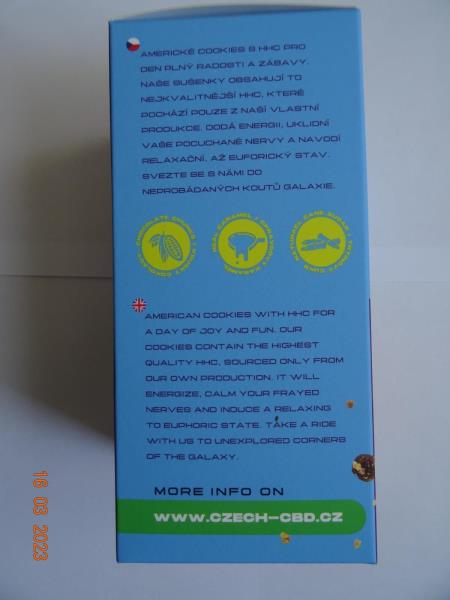 AMERICKÉ COOKIES S HHC PRO
DEN PLNÝ RADOSTI A ZÁBAVY.
NAŠE SUŠENKY OBSAHUJÍ TO
NEJKVALITNĚJŠÍ HHC, KTERÉ
POCHÁZÍ POUZE Z NAŠÍ VLASTNÍ
PRODUKCE. DODÁ ENERGII, UKLIDNÍ
VAŠE POCUCHANÉ NERVY A NAVODÍ
RELAXAČNÍ, AŽ EUFORICKÝ STAV.
SVEZTE SE S NÁMI DO
NEPROBÁDANÝCH KOUTŮ GALAXIE.
AMERICAN COOKIES WITH HHC FOR
A DAY OF JOY AND FUN. OUR
COOKIES CONTAIN THE HIGHEST
QUALITY HHC, SOURCED ONLY FROM
OUR OWN PRODUCTION. IT WILL
ENERGIZE, CALM YOUR FRAYED
NERVES AND INDUCE A RELAXING
TO EUPHORIC STATE. TAKE A RIDE
WITH US TO UNEXPLORED CORNERS
OF THE GALAXY.
MORE INFO ON
WWW.CZECH-CBD.CZ
16 03 2023